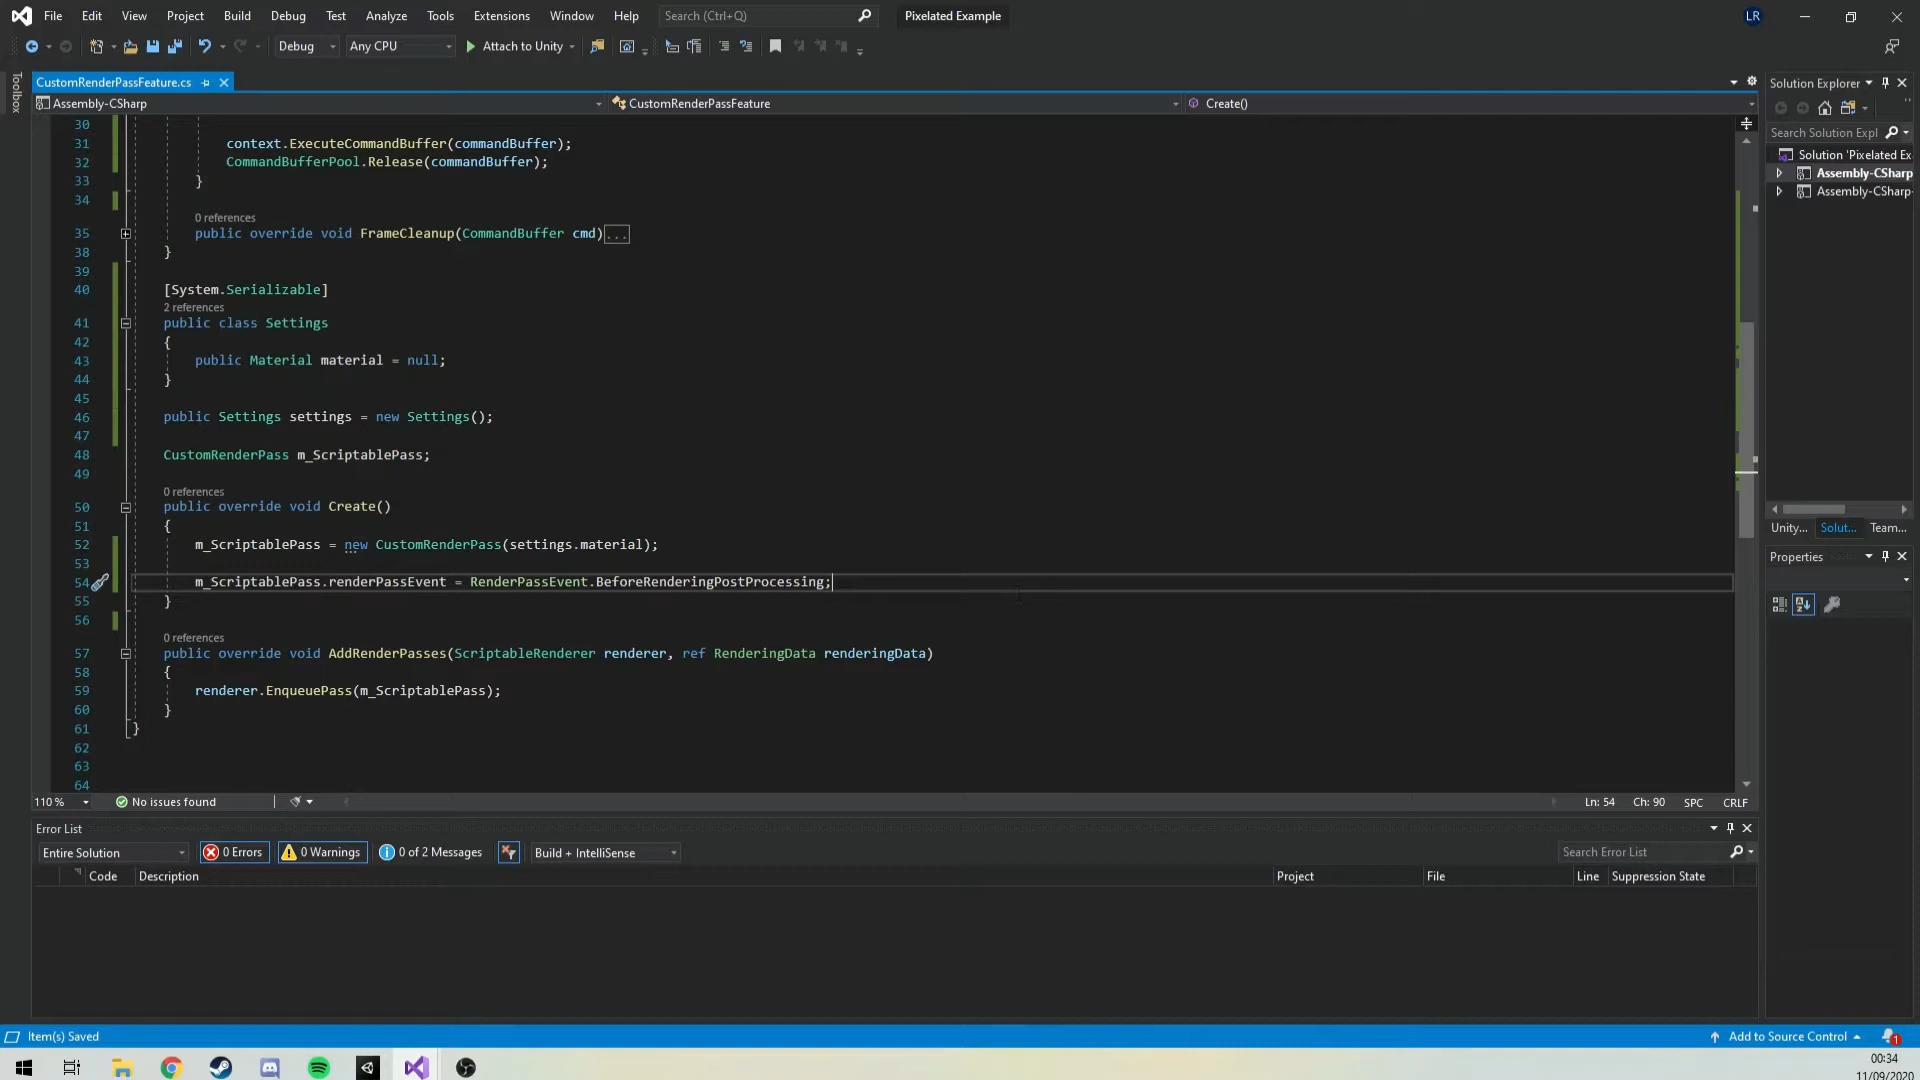 File Edit View Project Build Debug Test Analyze Tools Extensions Window Help Search (Ctrl+Q) Pixelated Example LR
Debug Any CPU Attach to Unity
Toolbox
CustomRenderPassFeature.cs
Assembly-CSharp CustomRenderPassFeature Create()
30
31 context.ExecuteCommandBuffer(commandBuffer);
32 CommandBufferPool.Release(commandBuffer);
33 }
34
0 references
35 public override void FrameCleanup(CommandBuffer cmd)...
38 }
39
40 [System.Serializable]
2 references
41 public class Settings
42 {
43 public Material material = null;
44 }
45
46 public Settings settings = new Settings();
47
48 CustomRenderPass m_ScriptablePass;
49
0 references
50 public override void Create()
51 {
52 m_ScriptablePass = new CustomRenderPass(settings.material);
53
54 m_ScriptablePass.renderPassEvent = RenderPassEvent.BeforeRenderingPostProcessing;
55 }
56
0 references
57 public override void AddRenderPasses(ScriptableRenderer renderer, ref RenderingData renderingData)
58 {
59 renderer.EnqueuePass(m_ScriptablePass);
60 }
61 }
62
63
64
110 % No issues found Ln: 54 Ch: 90 SPC CRLF
Solution Explorer
Search Solution Expl
Solution 'Pixelated Ex
Assembly-CSharp
Assembly-CSharp-
Unity... Solut... Team...
Properties
Error List
Entire Solution 0 Errors 0 Warnings 0 of 2 Messages Build + IntelliSense Search Error List
Code Description Project File Line Suppression State
Item(s) Saved Add to Source Control 1
00:34
11/09/2020